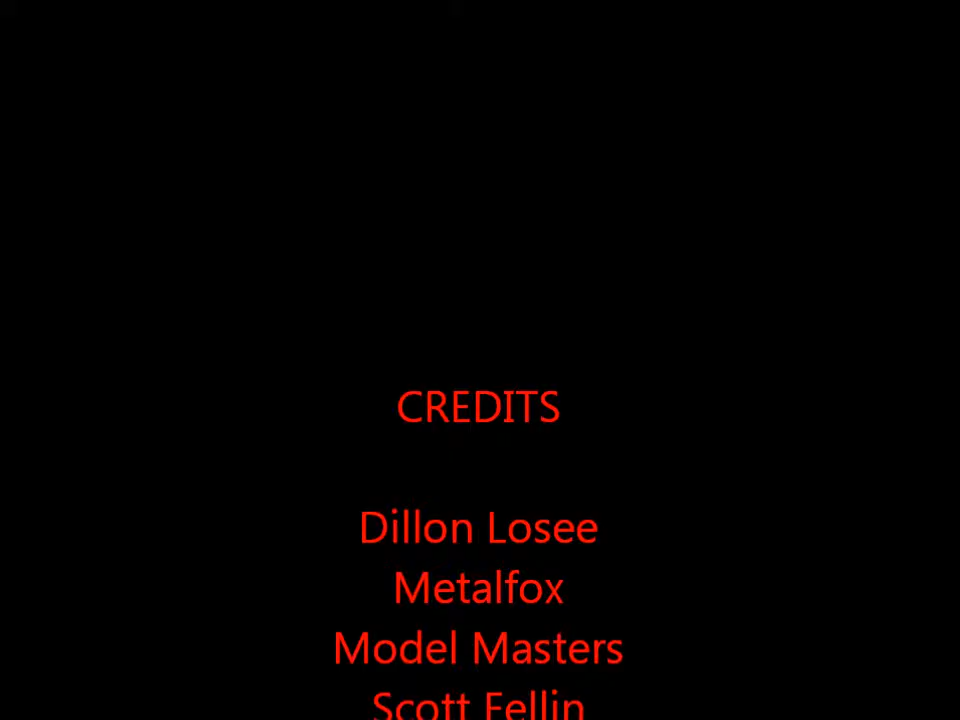 CREDITS
Dillon Losee
Metalfox
Model Masters
Scott Fellin